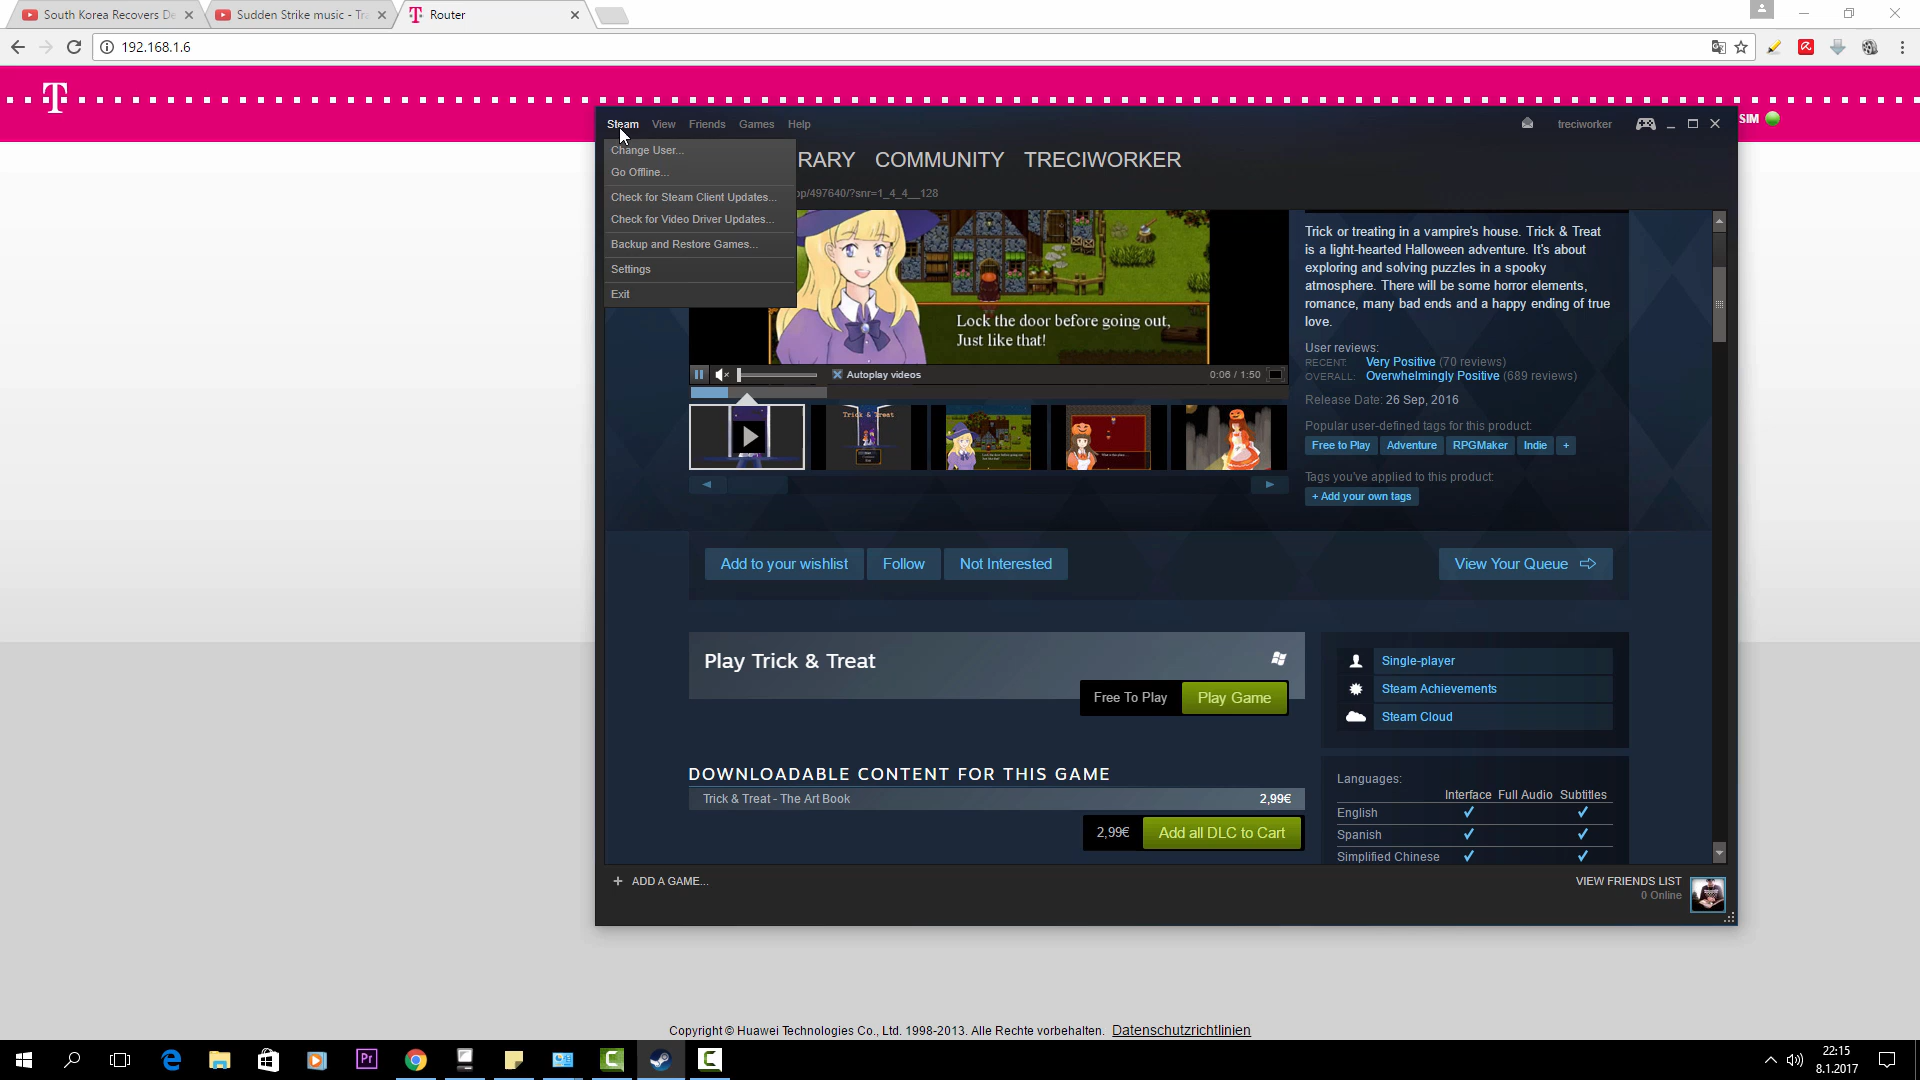 South Korea Recovers De
Sudden Strike music - Tra
Router
192.168.1.6
T
SIM
Steam View Friends Games Help
treciworker
Change User...
Go Offline...
Check for Steam Client Updates...
Check for Video Driver Updates...
Backup and Restore Games...
Settings
Exit
RARY COMMUNITY TRECIWORKER
op/497640/?snr=1_4_4__128
Lock the door before going out,
Just like that!
Autoplay videos
0:06 / 1:50
Trick & Treat
Trick or treating in a vampire's house. Trick & Treat
is a light-hearted Halloween adventure. It's about
exploring and solving puzzles in a spooky
atmosphere. There will be some horror elements,
romance, many bad ends and a happy ending of true
love.
User reviews:
RECENT: Very Positive (70 reviews)
OVERALL: Overwhelmingly Positive (689 reviews)
Release Date: 26 Sep, 2016
Popular user-defined tags for this product:
Free to Play Adventure RPGMaker Indie +
Tags you've applied to this product:
+ Add your own tags
Add to your wishlist Follow Not Interested
View Your Queue
Play Trick & Treat
Free To Play Play Game
Single-player
Steam Achievements
Steam Cloud
DOWNLOADABLE CONTENT FOR THIS GAME
Trick & Treat - The Art Book 2,99€
2,99€ Add all DLC to Cart
Languages:
Interface Full Audio Subtitles
English
Spanish
Simplified Chinese
+ ADD A GAME...
VIEW FRIENDS LIST
0 Online
Copyright © Huawei Technologies Co., Ltd. 1998-2013. Alle Rechte vorbehalten. Datenschutzrichtlinien
Pr
22:15
8.1.2017